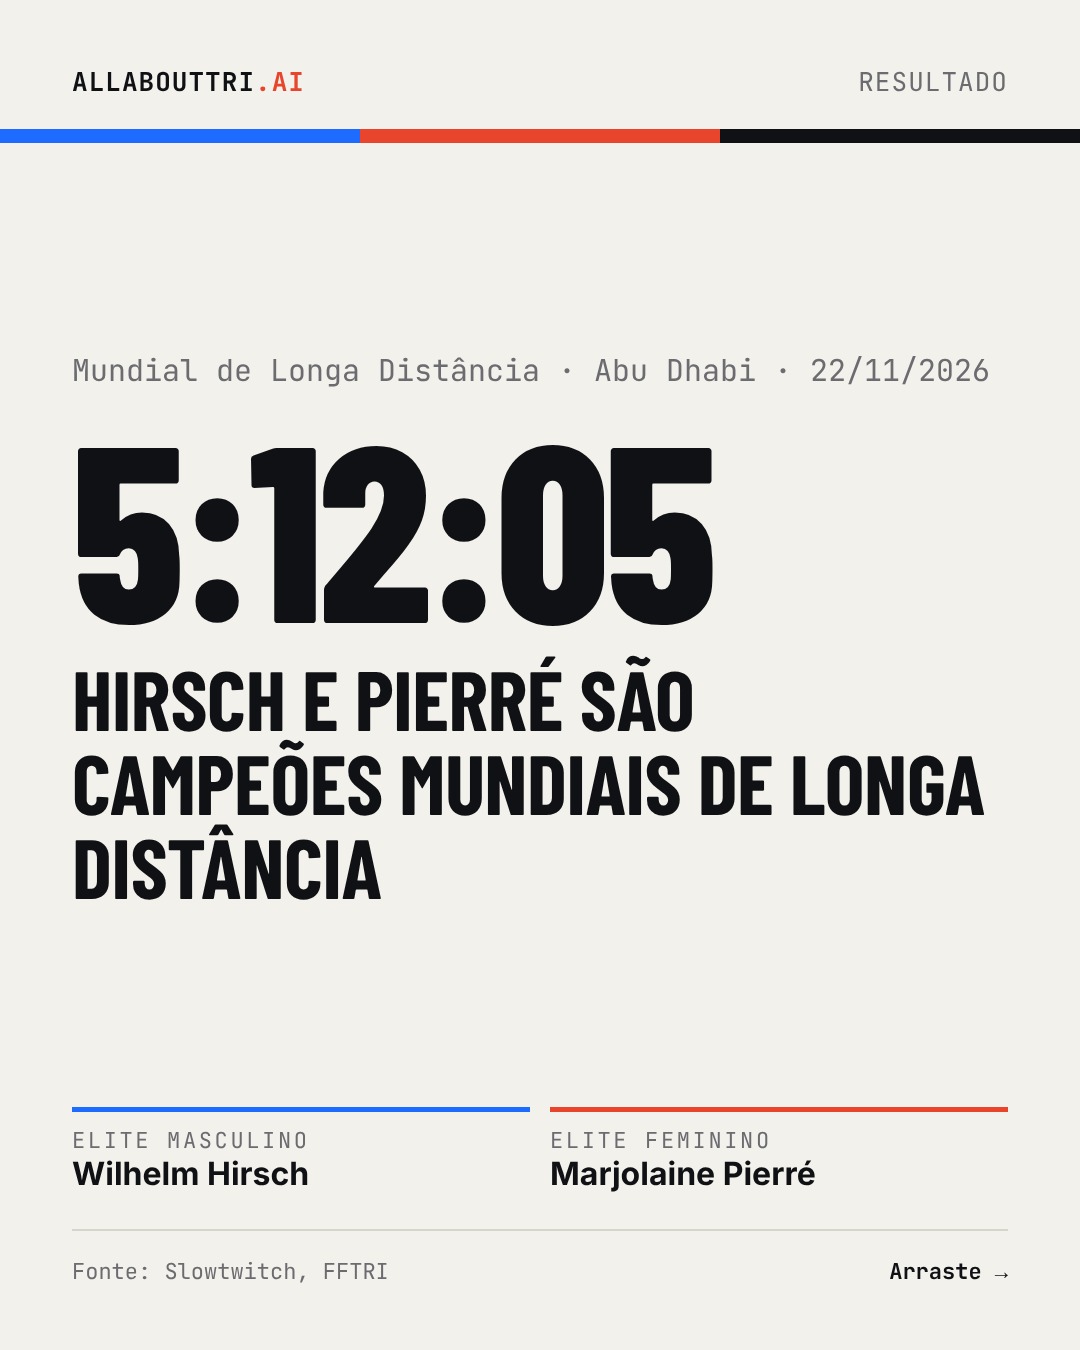 ALLABOUTTRI.AI
RESULTADO
Mundial de Longa Distância · Abu Dhabi · 22/11/2026
5:12:05
HIRSCH E PIERRÉ SÃO
CAMPEÕES MUNDIAIS DE LONGA
DISTÂNCIA
ELITE MASCULINO
Wilhelm Hirsch
ELITE FEMININO
Marjolaine Pierré
Fonte: Slowtwitch, FFTRI
Arraste →